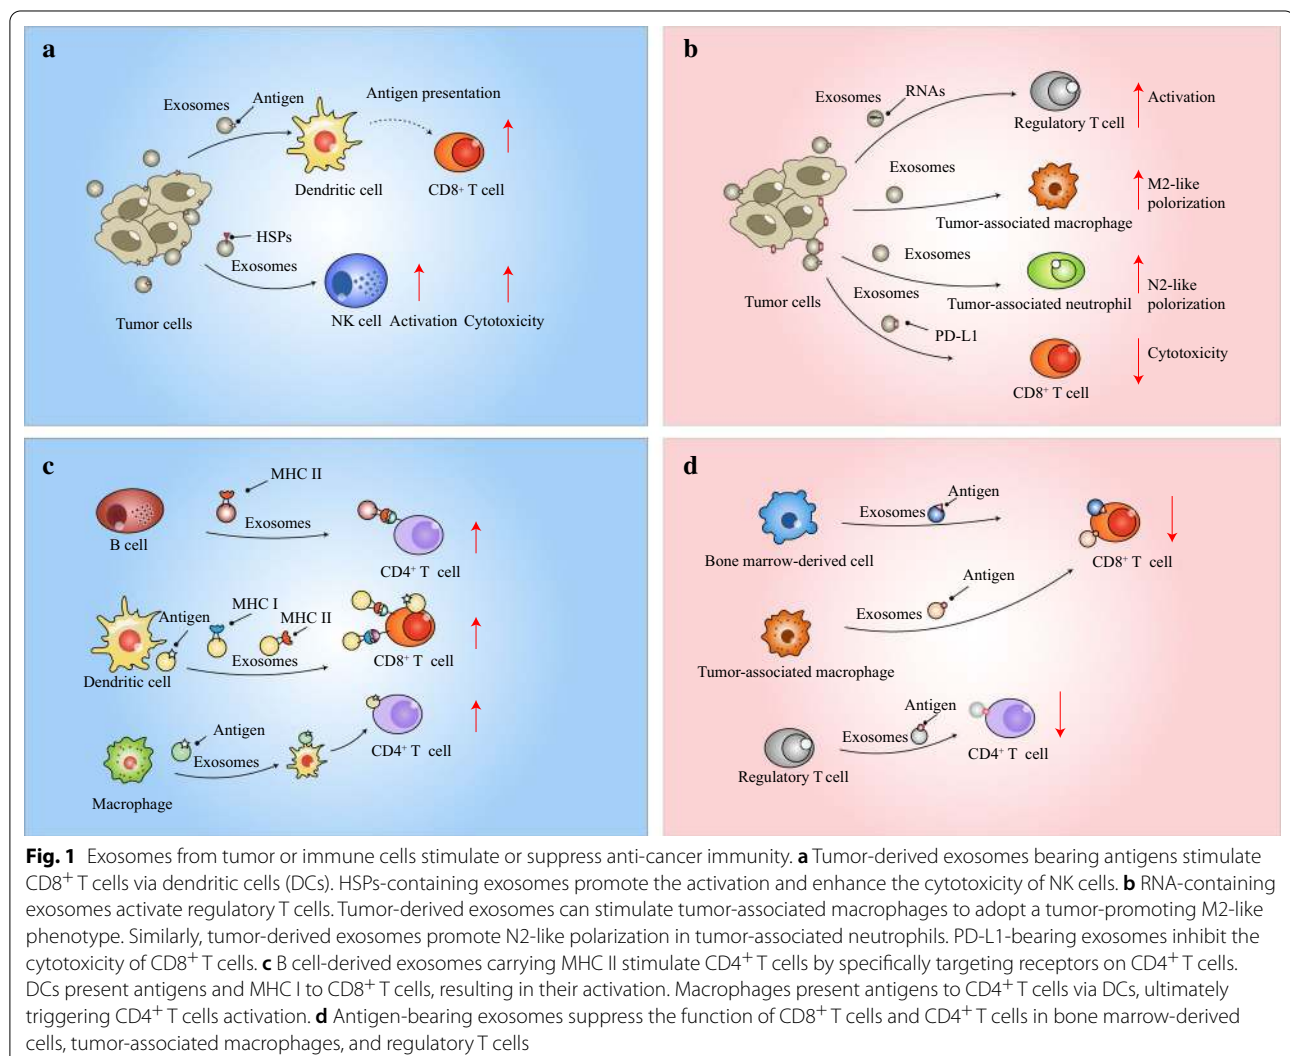 a
Exosomes
Antigen
Antigen presentation
Dendritic cell
CD8+ T cell
HSPs
Exosomes
Tumor cells
NK cell
Activation
Cytotoxicity
b
Exosomes
RNAs
Regulatory T cell
Activation
Exosomes
Tumor-associated macrophage
M2-like
polorization
Exosomes
Tumor-associated neutrophil
N2-like
polorization
Tumor cells
Exosomes
PD-L1
CD8+ T cell
Cytotoxicity
c
MHC II
Exosomes
B cell
CD4+ T cell
Antigen
MHC I
MHC II
Exosomes
Dendritic cell
CD8+ T cell
Antigen
Exosomes
Macrophage
CD4+ T cell
d
Antigen
Exosomes
Bone marrow-derived cell
CD8+ T cell
Antigen
Exosomes
Tumor-associated macrophage
Antigen
Exosomes
Regulatory T cell
CD4+ T cell
Fig. 1 Exosomes from tumor or immune cells stimulate or suppress anti-cancer immunity. a Tumor-derived exosomes bearing antigens stimulate
CD8+ T cells via dendritic cells (DCs). HSPs-containing exosomes promote the activation and enhance the cytotoxicity of NK cells. b RNA-containing
exosomes activate regulatory T cells. Tumor-derived exosomes can stimulate tumor-associated macrophages to adopt a tumor-promoting M2-like
phenotype. Similarly, tumor-derived exosomes promote N2-like polarization in tumor-associated neutrophils. PD-L1-bearing exosomes inhibit the
cytotoxicity of CD8+ T cells. c B cell-derived exosomes carrying MHC II stimulate CD4+ T cells by specifically targeting receptors on CD4+ T cells.
DCs present antigens and MHC I to CD8+ T cells, resulting in their activation. Macrophages present antigens to CD4+ T cells via DCs, ultimately
triggering CD4+ T cells activation. d Antigen-bearing exosomes suppress the function of CD8+ T cells and CD4+ T cells in bone marrow-derived
cells, tumor-associated macrophages, and regulatory T cells